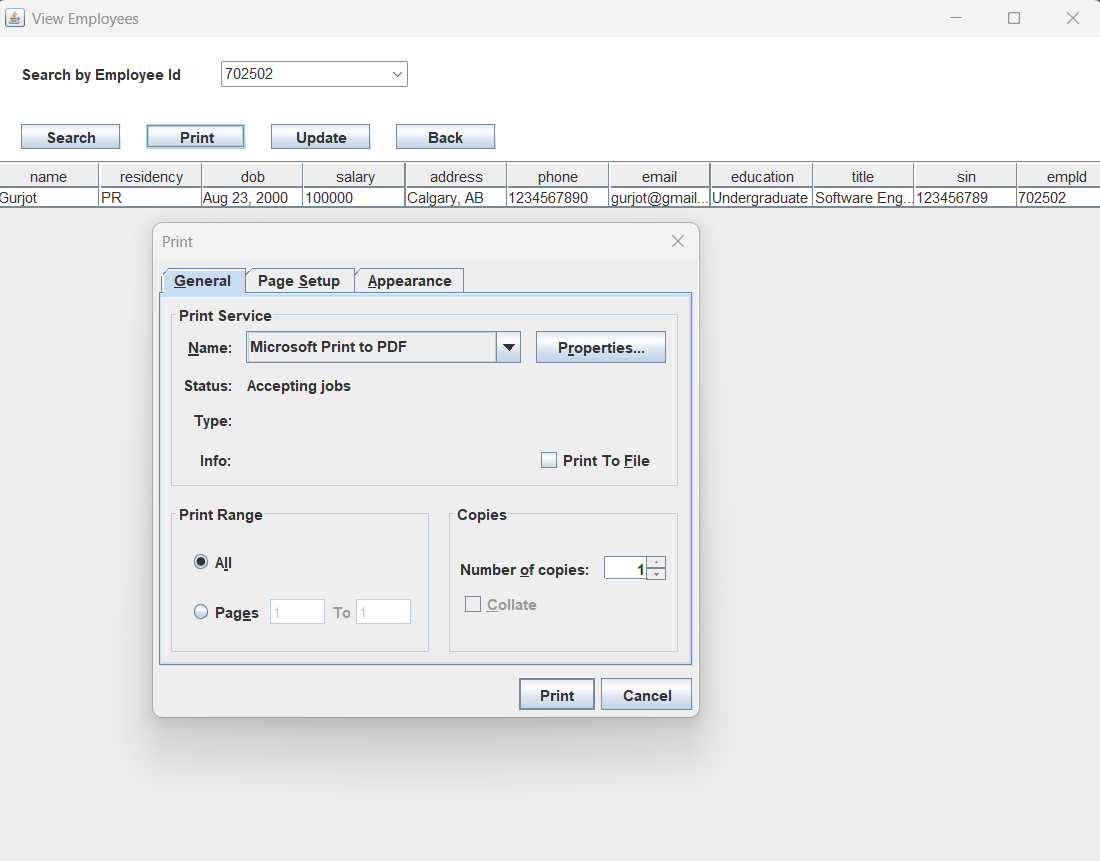 View Employees
Search by Employee Id 702502
Search Print Update Back
name residency dob salary address phone email education title sin empId
Gurjot PR Aug 23, 2000 100000 Calgary, AB 1234567890 gurjot@gmail... Undergraduate Software Eng... 123456789 702502
Print
General Page Setup Appearance
Print Service
Name: Microsoft Print to PDF Properties...
Status: Accepting jobs
Type:
Info: Print To File
Print Range Copies
All
Number of copies: 1
Collate
Pages 1 To 1
Print Cancel